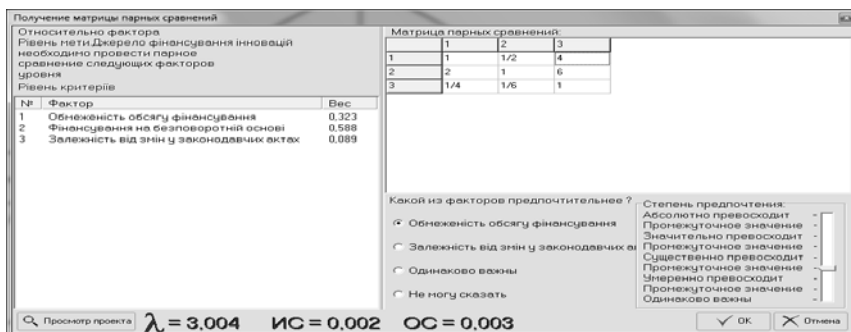 Получение матрицы парных сравнений
Относительно фактора
Рівень мети.Джерело фінансування інновацій
необходимо провести парное
сравнение следующих факторов
уровня
Рівень критеріїв
№ Фактор Вес
1 Обмеженість обсягу фінансування 0,323
2 Фінансування на безповоротній основі 0,588
3 Залежність від змін у законодавчих актах 0,089
Матрица парных сравнений:
1 2 3
1 1 1/2 4
2 2 1 6
3 1/4 1/6 1
Какой из факторов предпочтительнее ?
Обмеженість обсягу фінансування
Залежність від змін у законодавчих а
Одинаково важны
Не могу сказать
Степень предпочтения:
Абсолютно превосходит -
Промежуточное значение -
Значительно превосходит -
Промежуточное значение -
Существенно превосходит -
Промежуточное значение -
Умеренно превосходит -
Промежуточное значение -
Одинаково важны -
Просмотр проекта λ = 3,004 ИС = 0,002 ОС = 0,003
OK Отмена